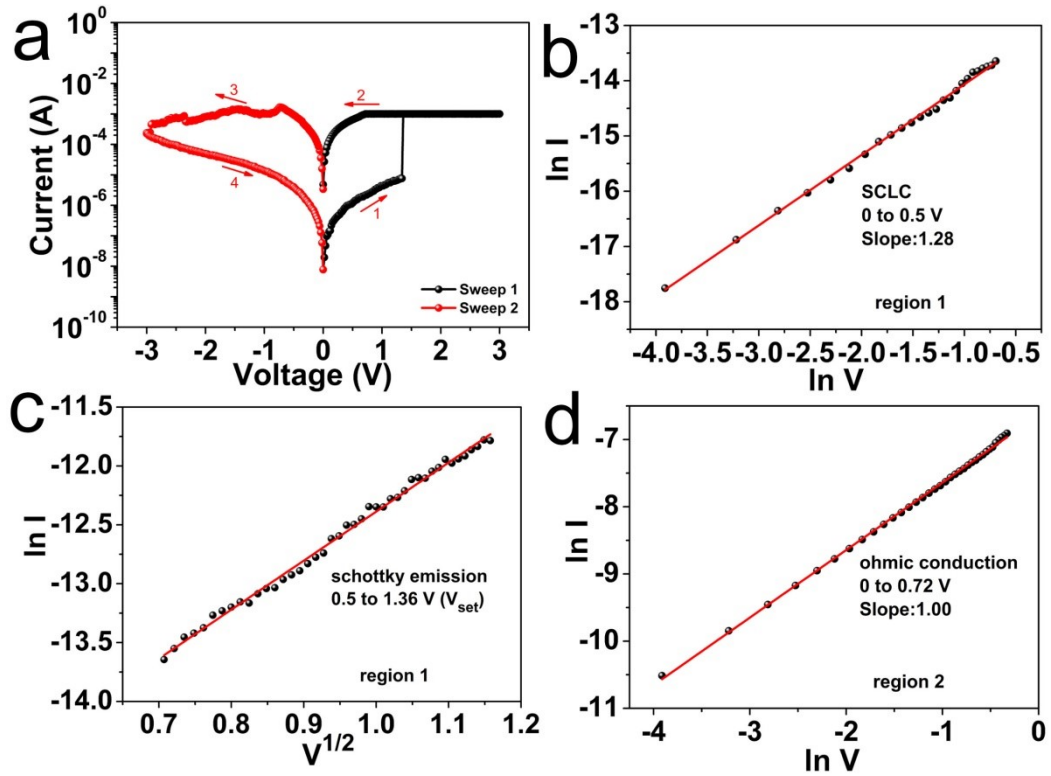 a
10^0
10^-2
10^-4
10^-6
10^-8
10^-10
Current (A)
3
2
4
1
Sweep 1
Sweep 2
-3 -2 -1 0 1 2 3
Voltage (V)
b
-13
-14
-15
-16
-17
-18
ln I
SCLC
0 to 0.5 V
Slope:1.28
region 1
-4.0 -3.5 -3.0 -2.5 -2.0 -1.5 -1.0 -0.5
ln V
c
-11.5
-12.0
-12.5
-13.0
-13.5
-14.0
ln I
schottky emission
0.5 to 1.36 V (V_set)
region 1
0.7 0.8 0.9 1.0 1.1 1.2
V^1/2
d
-7
-8
-9
-10
-11
ln I
ohmic conduction
0 to 0.72 V
Slope:1.00
region 2
-4 -3 -2 -1 0
ln V